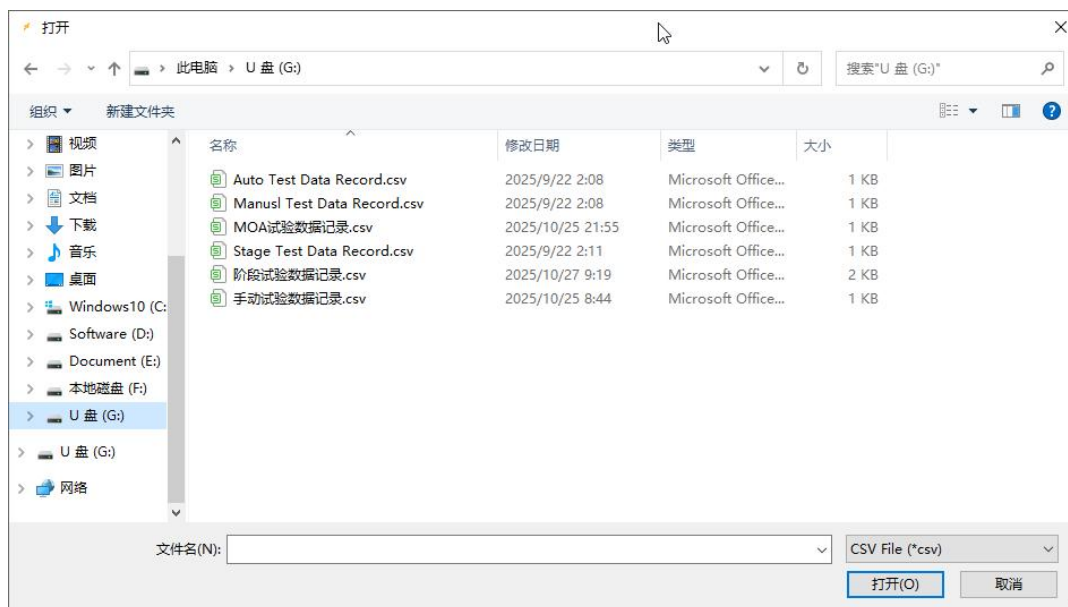 打开
此电脑 › U 盘 (G:)
搜索"U 盘 (G:)"
组织
新建文件夹
视频
图片
文档
下载
音乐
桌面
Windows10 (C:
Software (D:)
Document (E:)
本地磁盘 (F:)
U 盘 (G:)
U 盘 (G:)
网络
名称 修改日期 类型 大小
Auto Test Data Record.csv 2025/9/22 2:08 Microsoft Office... 1 KB
Manusl Test Data Record.csv 2025/9/22 2:08 Microsoft Office... 1 KB
MOA试验数据记录.csv 2025/10/25 21:55 Microsoft Office... 1 KB
Stage Test Data Record.csv 2025/9/22 2:11 Microsoft Office... 1 KB
阶段试验数据记录.csv 2025/10/27 9:19 Microsoft Office... 2 KB
手动试验数据记录.csv 2025/10/25 8:44 Microsoft Office... 1 KB
文件名(N):
CSV File (*csv)
打开(O)
取消